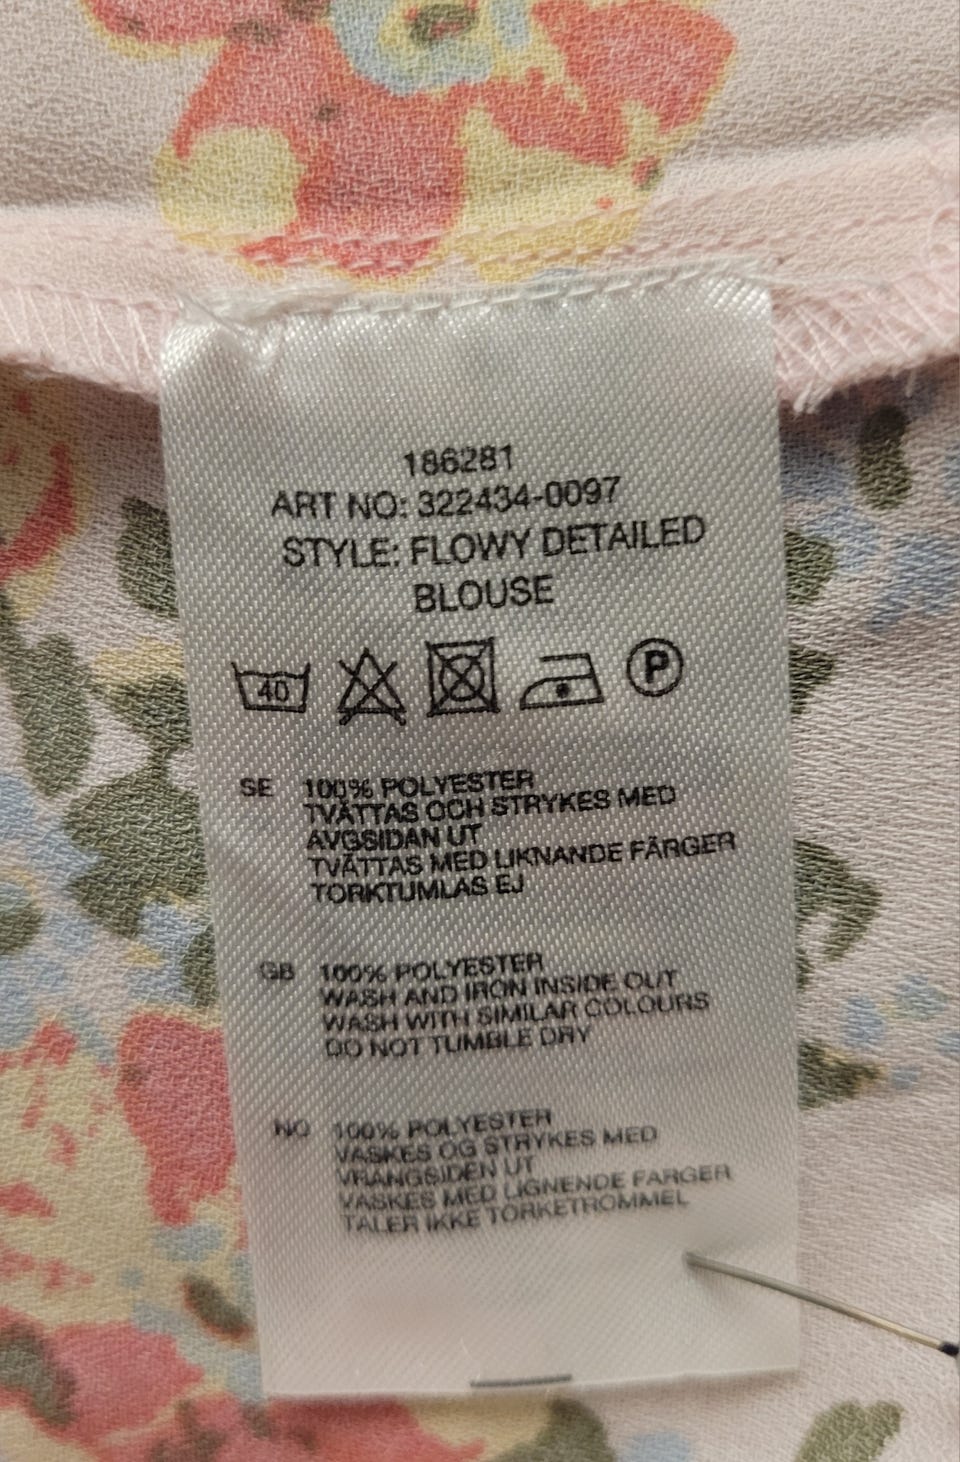 186281
ART NO: 322434-0097
STYLE: FLOWY DETAILED
BLOUSE
40 P
SE 100% POLYESTER
TVÄTTAS OCH STRYKES MED
AVGSIDAN UT
TVÄTTAS MED LIKNANDE FÄRGER
TORKTUMLAS EJ
GB 100% POLYESTER
WASH AND IRON INSIDE OUT
WASH WITH SIMILAR COLOURS
DO NOT TUMBLE DRY
NO 100% POLYESTER
VASKES OG STRYKES MED
VRANGSIDEN UT
VASKES MED LIGNENDE FARGER
TALER IKKE TORKETROMMEL